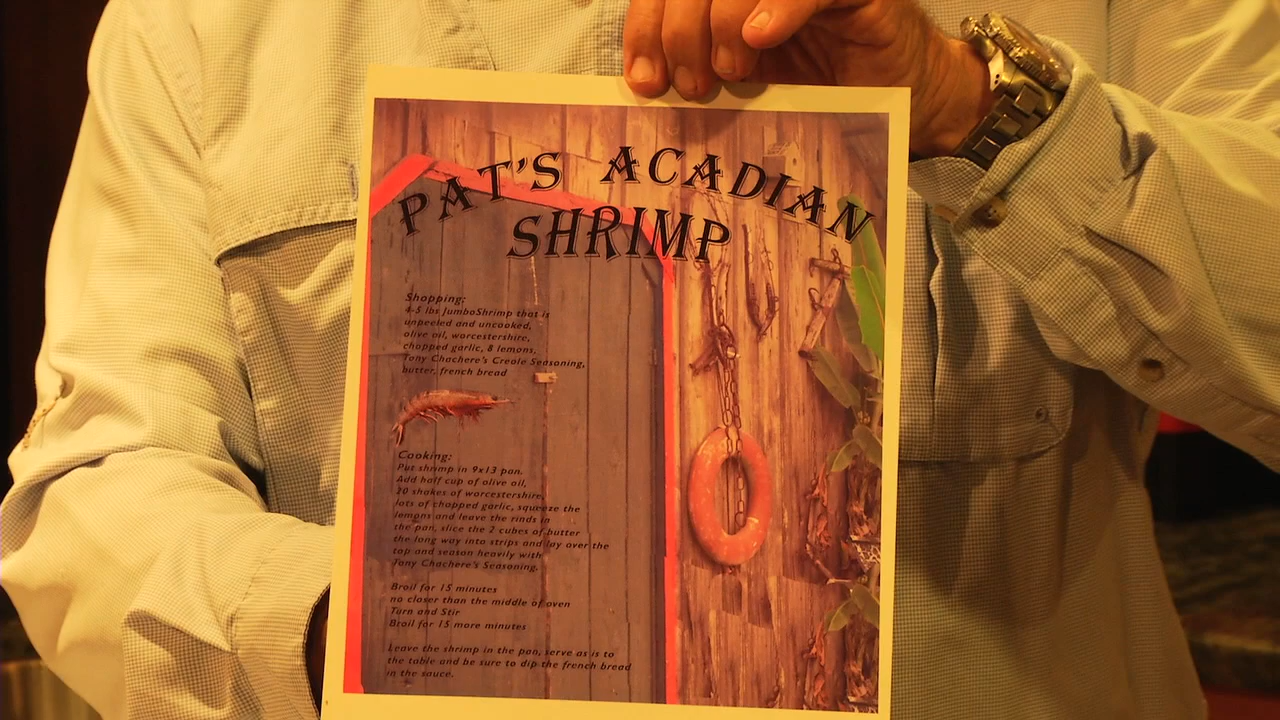 PAT'S ACADIAN
SHRIMP
Shopping:
4-5 lbs JumboShrimp that is
unpeeled and uncooked,
olive oil, worcestershire,
chopped garlic, 8 lemons,
Tony Chachere's Creole Seasoning,
butter, french bread
Cooking:
Put shrimp in 9x13 pan.
Add half cup of olive oil,
20 shakes of worcestershire,
lots of chopped garlic, squeeze the
lemons and leave the rinds in
the pan, slice the 2 cubes of butter
the long way into strips and lay over the
top and season heavily with
Tony Chachere's Seasoning.
Broil for 15 minutes
no closer than the middle of oven
Turn and Stir
Broil for 15 more minutes
Leave the shrimp in the pan, serve as is to
the table and be sure to dip the french bread
in the sauce.